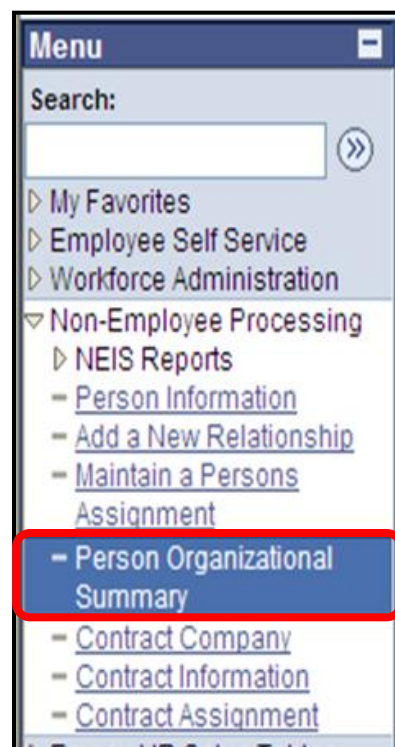 Menu
Search:
My Favorites
Employee Self Service
Workforce Administration
Non-Employee Processing
NEIS Reports
Person Information
Add a New Relationship
Maintain a Persons
Assignment
Person Organizational
Summary
Contract Company
Contract Information
Contract Assignment